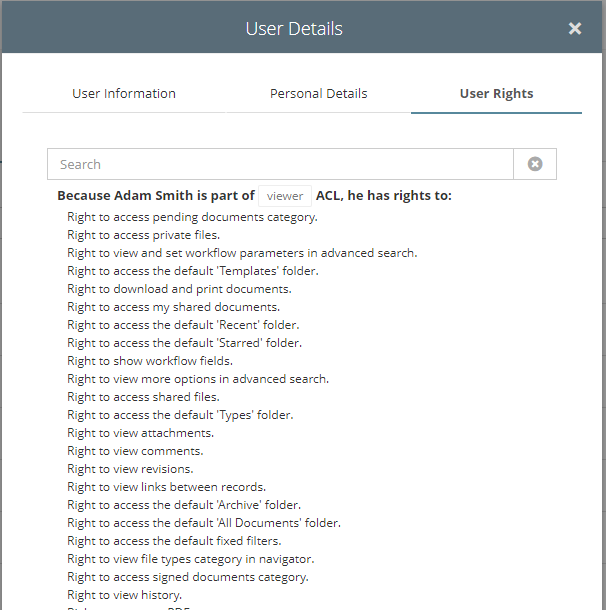 User Details
User Information Personal Details User Rights
Search
Because Adam Smith is part of viewer ACL, he has rights to:
Right to access pending documents category.
Right to access private files.
Right to view and set workflow parameters in advanced search.
Right to access the default 'Templates' folder.
Right to download and print documents.
Right to access my shared documents.
Right to access the default 'Recent' folder.
Right to access the default 'Starred' folder.
Right to show workflow fields.
Right to view more options in advanced search.
Right to access shared files.
Right to access the default 'Types' folder.
Right to view attachments.
Right to view comments.
Right to view revisions.
Right to view links between records.
Right to access the default 'Archive' folder.
Right to access the default 'All Documents' folder.
Right to access the default fixed filters.
Right to view file types category in navigator.
Right to access signed documents category.
Right to view history.